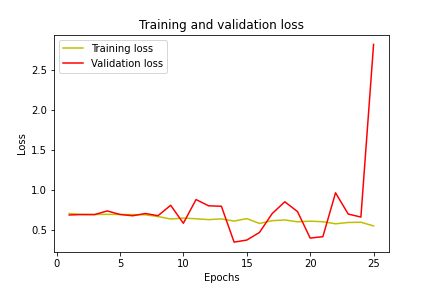 Training and validation loss
Training loss
Validation loss
2.5
2.0
1.5
1.0
0.5
Loss
0 5 10 15 20 25
Epochs